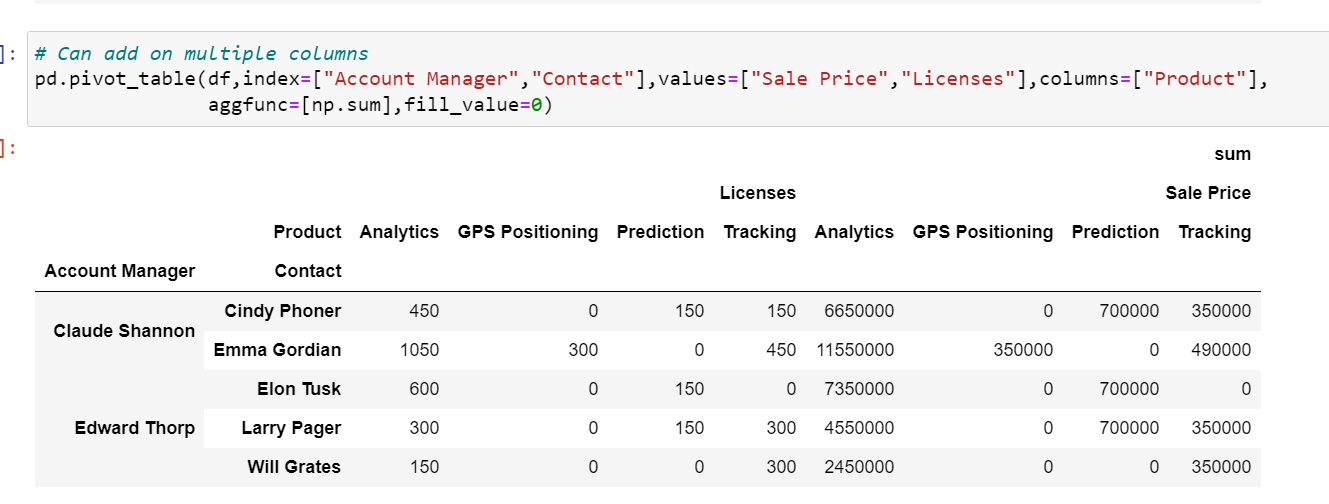 ]:
# Can add on multiple columns
pd.pivot_table(df,index=["Account Manager","Contact"],values=["Sale Price","Licenses"],columns=["Product"],
aggfunc=[np.sum],fill_value=0)
]:
sum
Licenses Sale Price
Product Analytics GPS Positioning Prediction Tracking Analytics GPS Positioning Prediction Tracking
Account Manager Contact
Claude Shannon
Cindy Phoner 450 0 150 150 6650000 0 700000 350000
Emma Gordian 1050 300 0 450 11550000 350000 0 490000
Edward Thorp
Elon Tusk 600 0 150 0 7350000 0 700000 0
Larry Pager 300 0 150 300 4550000 0 700000 350000
Will Grates 150 0 0 300 2450000 0 0 350000